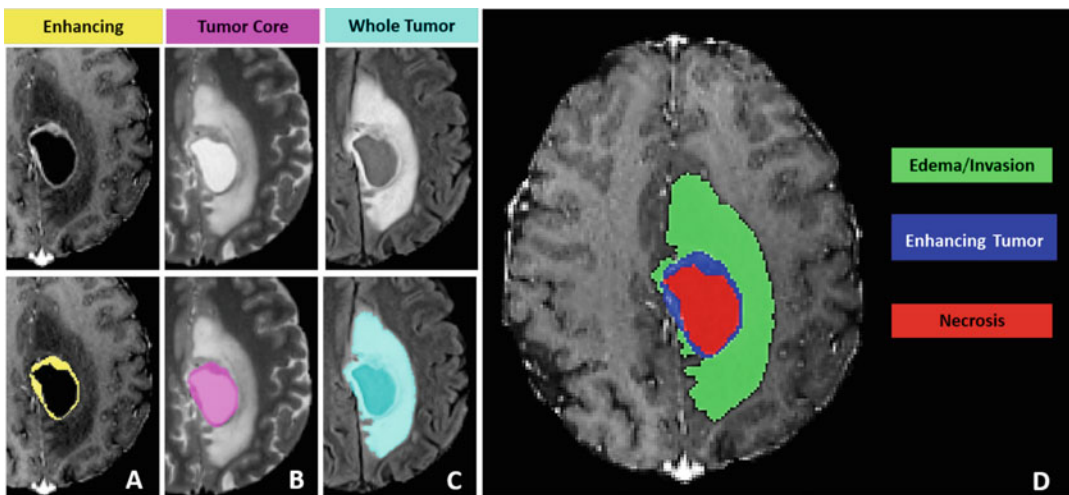 Enhancing
Tumor Core
Whole Tumor
A
B
C
Edema/Invasion
Enhancing Tumor
Necrosis
D